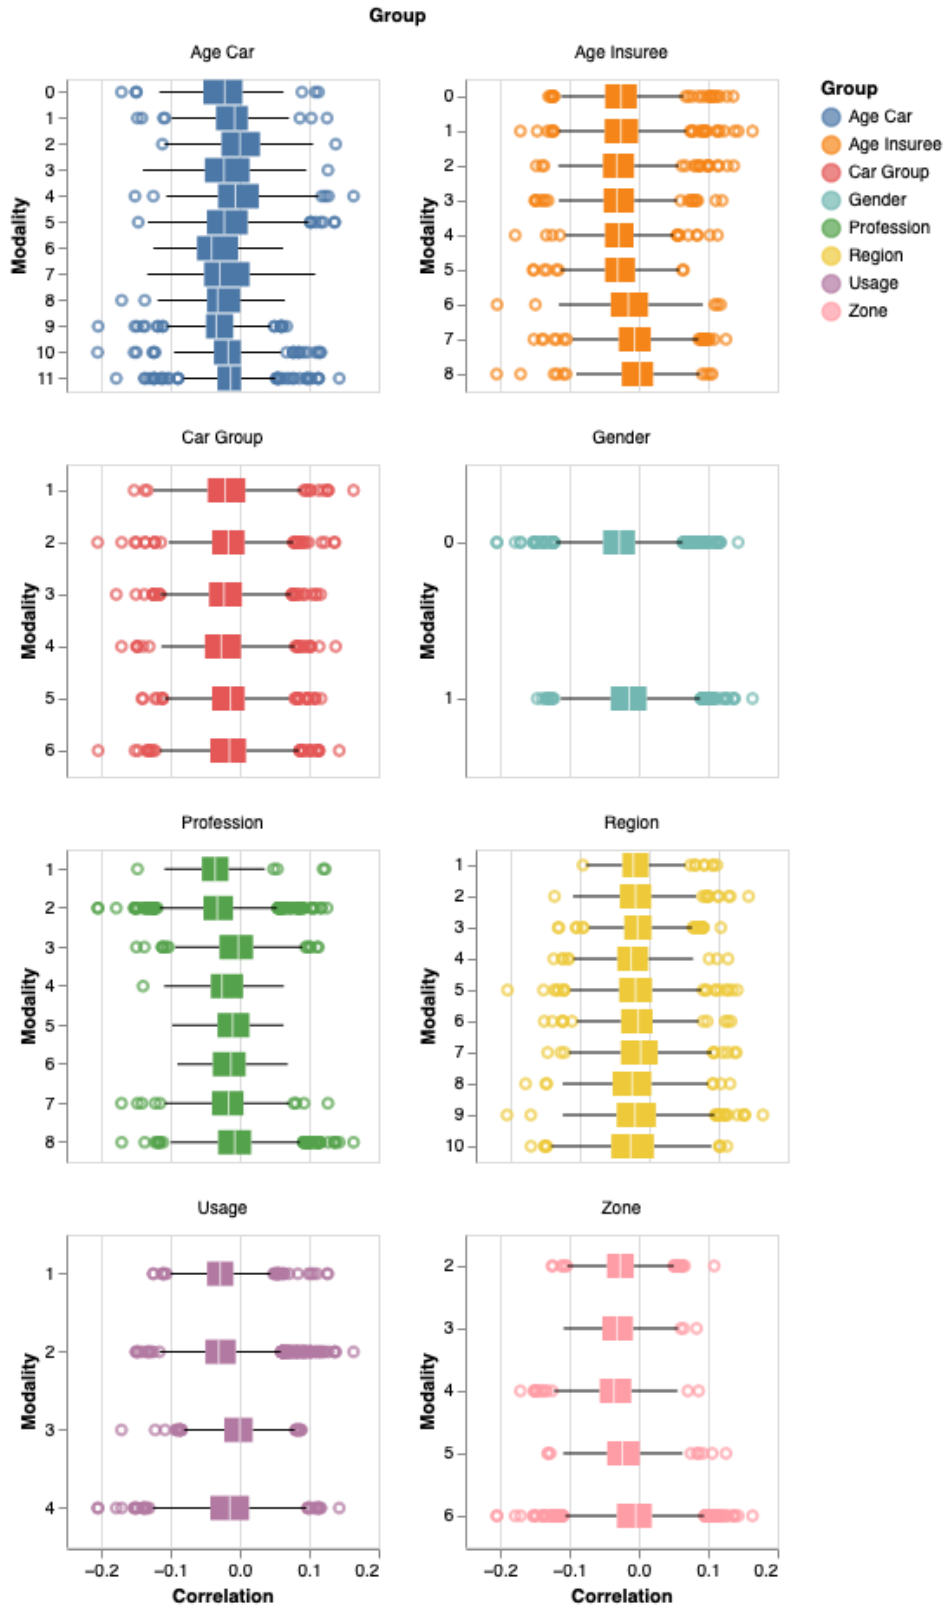 Group
Age Car
Age Insuree
Modality
0
1
2
3
4
5
6
7
8
9
10
11
Modality
0
1
2
3
4
5
6
7
8
Group
Age Car
Age Insuree
Car Group
Gender
Profession
Region
Usage
Zone
Car Group
Gender
Modality
1
2
3
4
5
6
Modality
0
1
Profession
Region
Modality
1
2
3
4
5
6
7
8
Modality
1
2
3
4
5
6
7
8
9
10
Usage
Zone
Modality
1
2
3
4
Modality
2
3
4
5
6
−0.2 −0.1 0.0 0.1 0.2
−0.2 −0.1 0.0 0.1 0.2
Correlation
Correlation